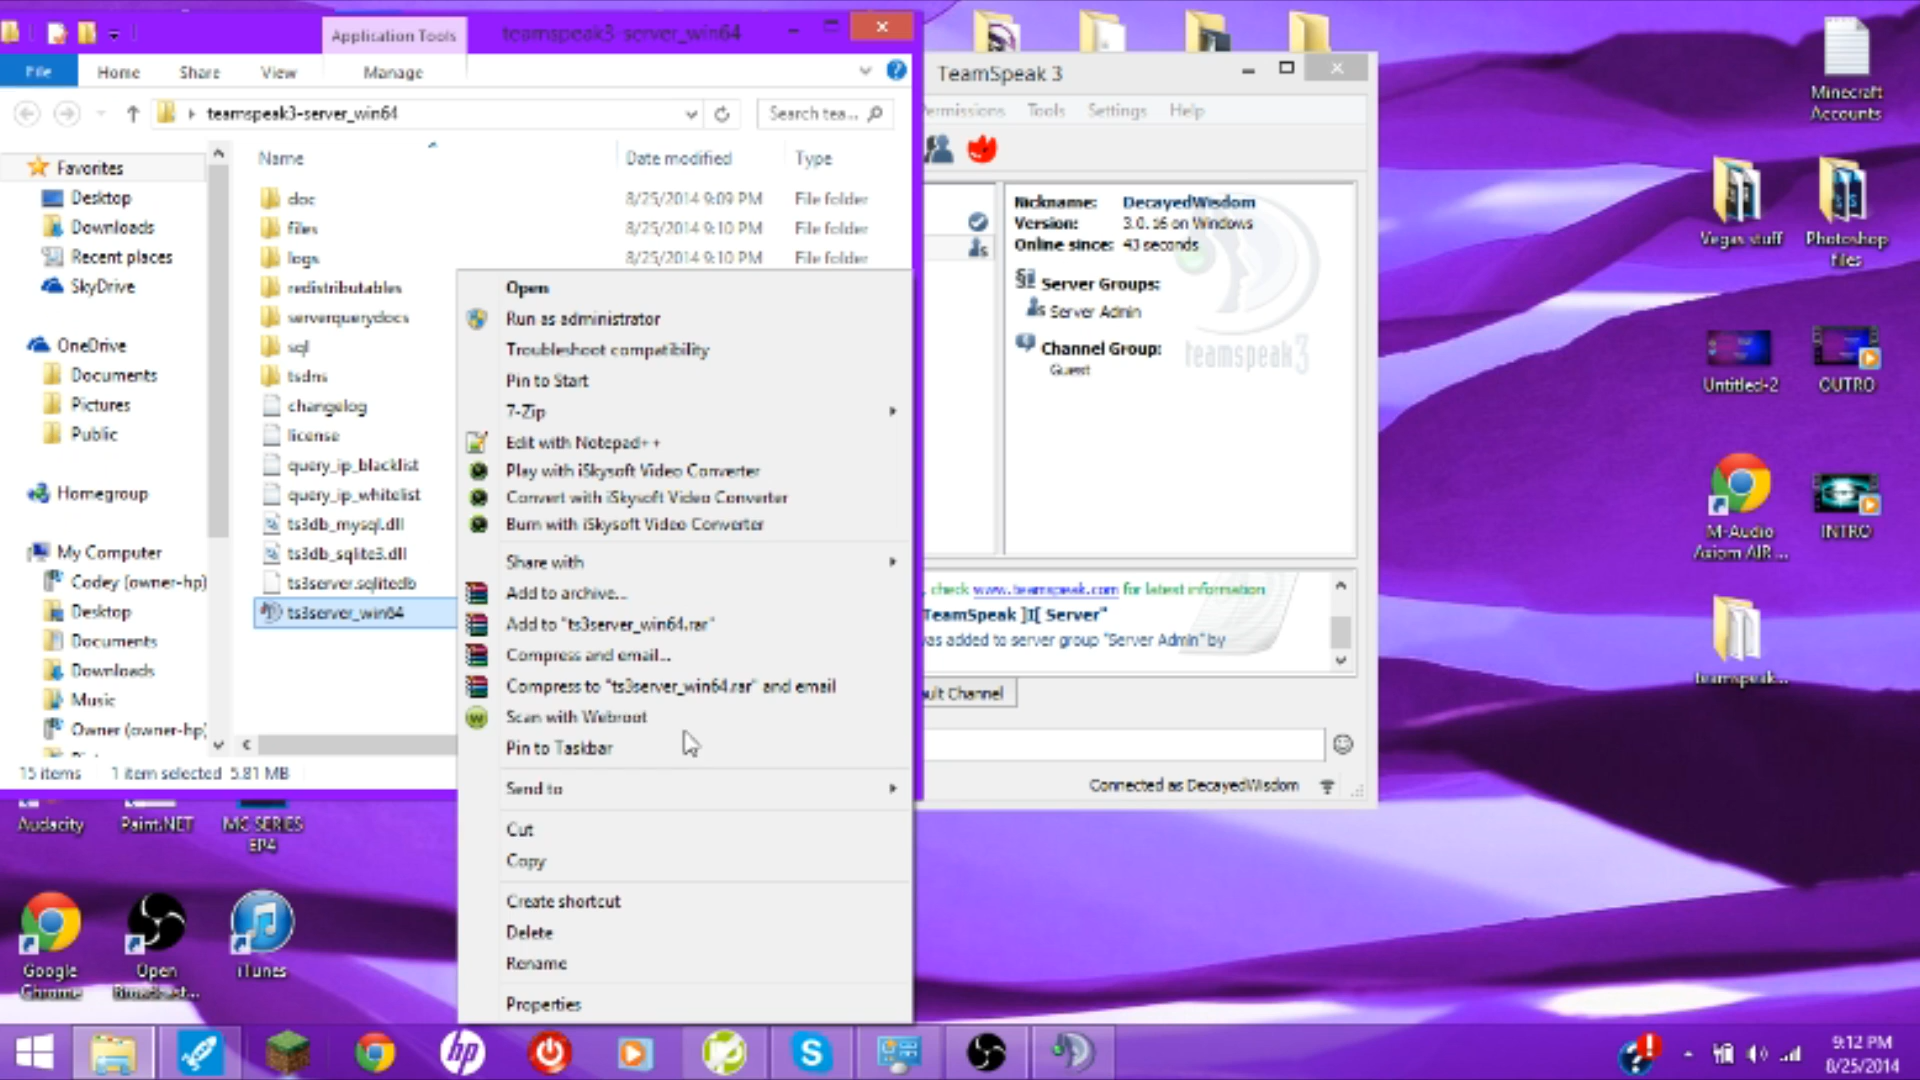 Application Tools
teamspeak3-server_win64
File
Home
Share
View
Manage
teamspeak3-server_win64
Search tea...
Name
Date modified
Type
Favorites
Desktop
Downloads
Recent places
SkyDrive
OneDrive
Documents
Pictures
Public
Homegroup
My Computer
Codey (owner-hp)
Desktop
Documents
Downloads
Music
Owner (owner-hp)
doc
8/25/2014 9:09 PM
File folder
files
8/25/2014 9:10 PM
File folder
logs
8/25/2014 9:10 PM
File folder
redistributables
serverquerydocs
sql
tsdns
changelog
license
query_ip_blacklist
query_ip_whitelist
ts3db_mysql.dll
ts3db_sqlite3.dll
ts3server.sqlitedb
ts3server_win64
15 items
1 item selected 5.81 MB
Open
Run as administrator
Troubleshoot compatibility
Pin to Start
7-Zip
Edit with Notepad++
Play with iSkysoft Video Converter
Convert with iSkysoft Video Converter
Burn with iSkysoft Video Converter
Share with
Add to archive...
Add to "ts3server_win64.rar"
Compress and email...
Compress to "ts3server_win64.rar" and email
Scan with Webroot
Pin to Taskbar
Send to
Cut
Copy
Create shortcut
Delete
Rename
Properties
TeamSpeak 3
Permissions
Tools
Settings
Help
Nickname: DecayedWisdom
Version: 3.0.16 on Windows
Online since: 43 seconds
Server Groups:
Server Admin
Channel Group:
Guest
teamspeak3
, check www.teamspeak.com for latest information
TeamSpeak ]I[ Server"
was added to server group "Server Admin" by
ult Channel
Connected as DecayedWisdom
Minecraft
Accounts
Vegas stuff
Photoshop
files
Untitled-2
OUTRO
M-Audio
Axiom AIR ...
INTRO
teamspeak...
Audacity
Paint.NET
MC SERIES
EP4
Google
Chrome
Open
Broadcast...
iTunes
hp
S
9:12 PM
8/25/2014